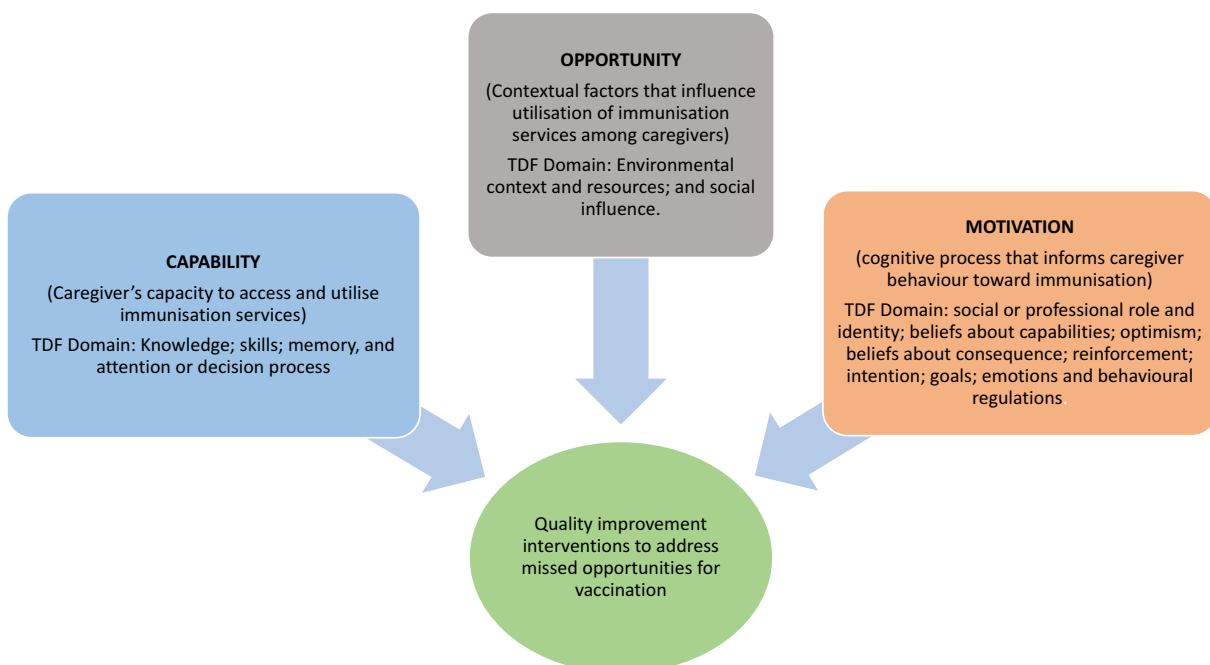 OPPORTUNITY
(Contextual factors that influence
utilisation of immunisation
services among caregivers)
TDF Domain: Environmental
context and resources; and social
influence.
CAPABILITY
(Caregiver’s capacity to access and utilise
immunisation services)
TDF Domain: Knowledge; skills; memory, and
attention or decision process
MOTIVATION
(cognitive process that informs caregiver
behaviour toward immunisation)
TDF Domain: social or professional role and
identity; beliefs about capabilities; optimism;
beliefs about consequence; reinforcement;
intention; goals; emotions and behavioural
regulations.
Quality improvement
interventions to address
missed opportunities for
vaccination